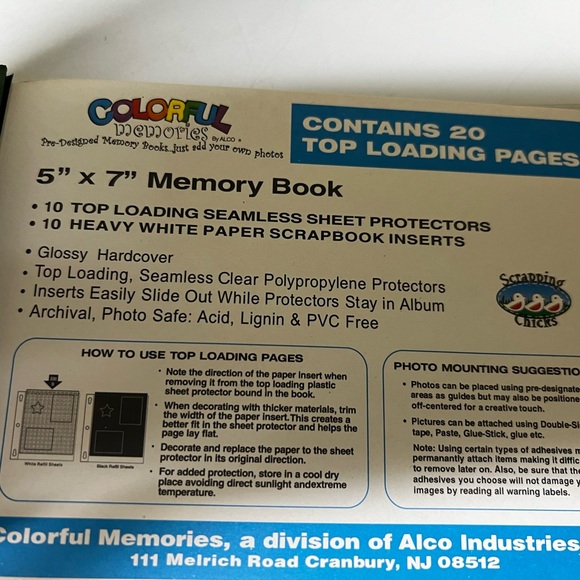 COLORFUL
memories BY ALCO
Pre-Designed Memory Books...just add your own photos
CONTAINS 20
TOP LOADING PAGES
5" x 7" Memory Book
• 10 TOP LOADING SEAMLESS SHEET PROTECTORS
• 10 HEAVY WHITE PAPER SCRAPBOOK INSERTS
• Glossy Hardcover
• Top Loading, Seamless Clear Polypropylene Protectors
• Inserts Easily Slide Out While Protectors Stay in Album
• Archival, Photo Safe: Acid, Lignin & PVC Free
Scrapping
Chicks
HOW TO USE TOP LOADING PAGES
• Note the direction of the paper insert when
removing it from the top loading plastic
sheet protector bound in the book.
• When decorating with thicker materials, trim
the width of the paper insert. This creates a
better fit in the sheet protector and helps the
page lay flat.
• Decorate and replace the paper to the sheet
protector in its original direction.
• For added protection, store in a cool dry
place avoiding direct sunlight andextreme
temperature.
White Refill Sheets
Black Refill Sheets
PHOTO MOUNTING SUGGESTIO
• Photos can be placed using pre-designate
areas as guides but may also be positione
off-centered for a creative touch.
• Pictures can be attached using Double-Si
tape, Paste, Glue-Stick, glue etc.
Note: Using certain types of adhesives m
permanantly attach items making it diffic
to remove later on. Also, be sure that the
adhesives you choose will not damage y
images by reading all warning labels.
Colorful Memories, a division of Alco Industries
111 Melrich Road Cranbury, NJ 08512